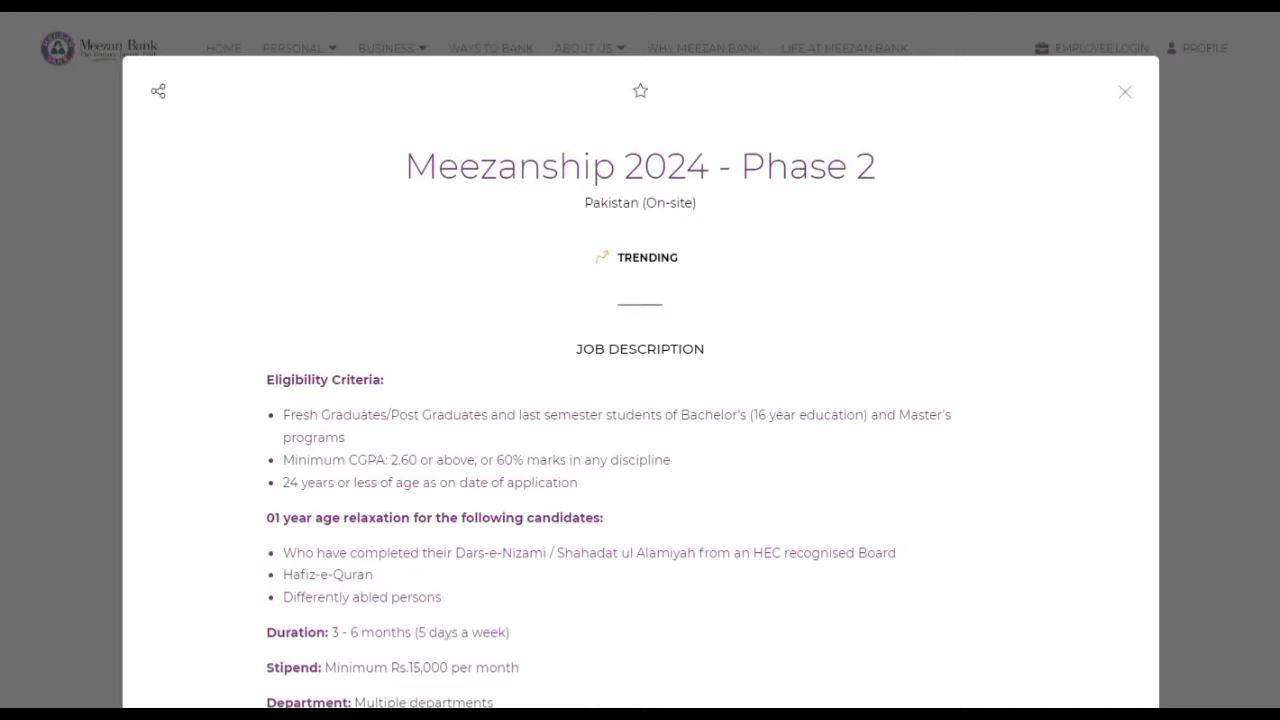 Meezan Bank
HOME PERSONAL BUSINESS WAYS TO BANK ABOUT US WHY MEEZAN BANK LIFE AT MEEZAN BANK EMPLOYEE LOGIN PROFILE
Meezanship 2024 - Phase 2
Pakistan (On-site)
TRENDING
JOB DESCRIPTION
Eligibility Criteria:
• Fresh Graduates/Post Graduates and last semester students of Bachelor's (16 year education) and Master's
programs
• Minimum CGPA: 2.60 or above, or 60% marks in any discipline
• 24 years or less of age as on date of application
01 year age relaxation for the following candidates:
• Who have completed their Dars-e-Nizami / Shahadat ul Alamiyah from an HEC recognised Board
• Hafiz-e-Quran
• Differently abled persons
Duration: 3 - 6 months (5 days a week)
Stipend: Minimum Rs.15,000 per month
Department: Multiple departments